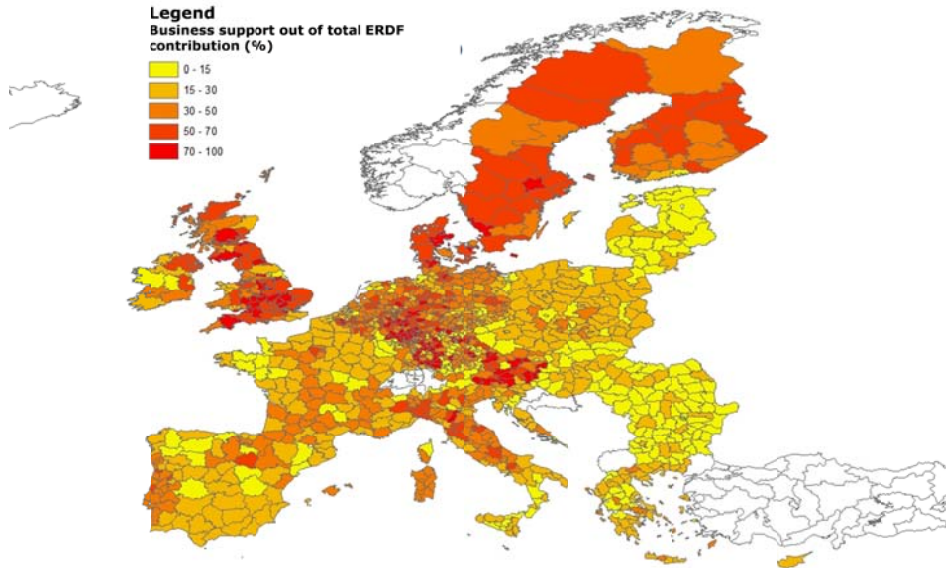 Legend
Business support out of total ERDF
contribution (%)
0 - 15
15 - 30
30 - 50
50 - 70
70 - 100